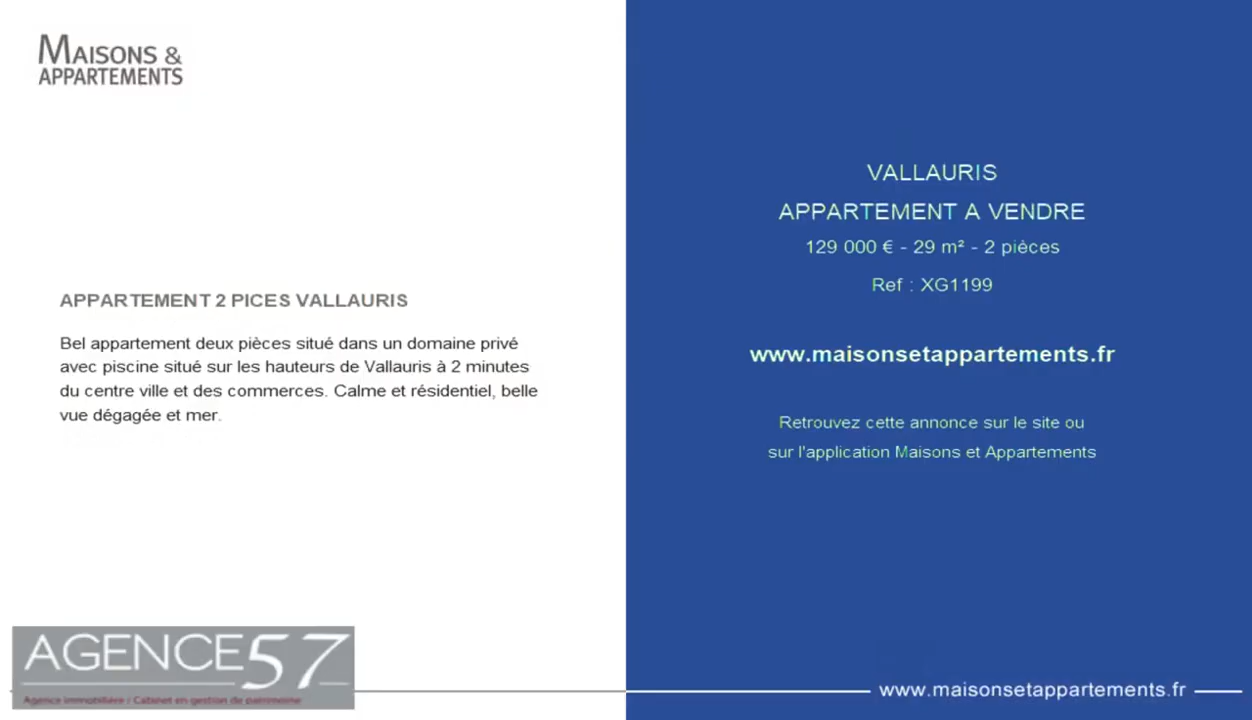 MAISONS &
APPARTEMENTS
APPARTEMENT 2 PICES VALLAURIS
Bel appartement deux pièces situé dans un domaine privé
avec piscine situé sur les hauteurs de Vallauris à 2 minutes
du centre ville et des commerces. Calme et résidentiel, belle
vue dégagée et mer.
AGENCE57
Agence immobilière / Cabinet en gestion de patrimoine
VALLAURIS
APPARTEMENT A VENDRE
129 000 € - 29 m² - 2 pièces
Ref : XG1199
www.maisonsetappartements.fr
Retrouvez cette annonce sur le site ou
sur l'application Maisons et Appartements
www.maisonsetappartements.fr